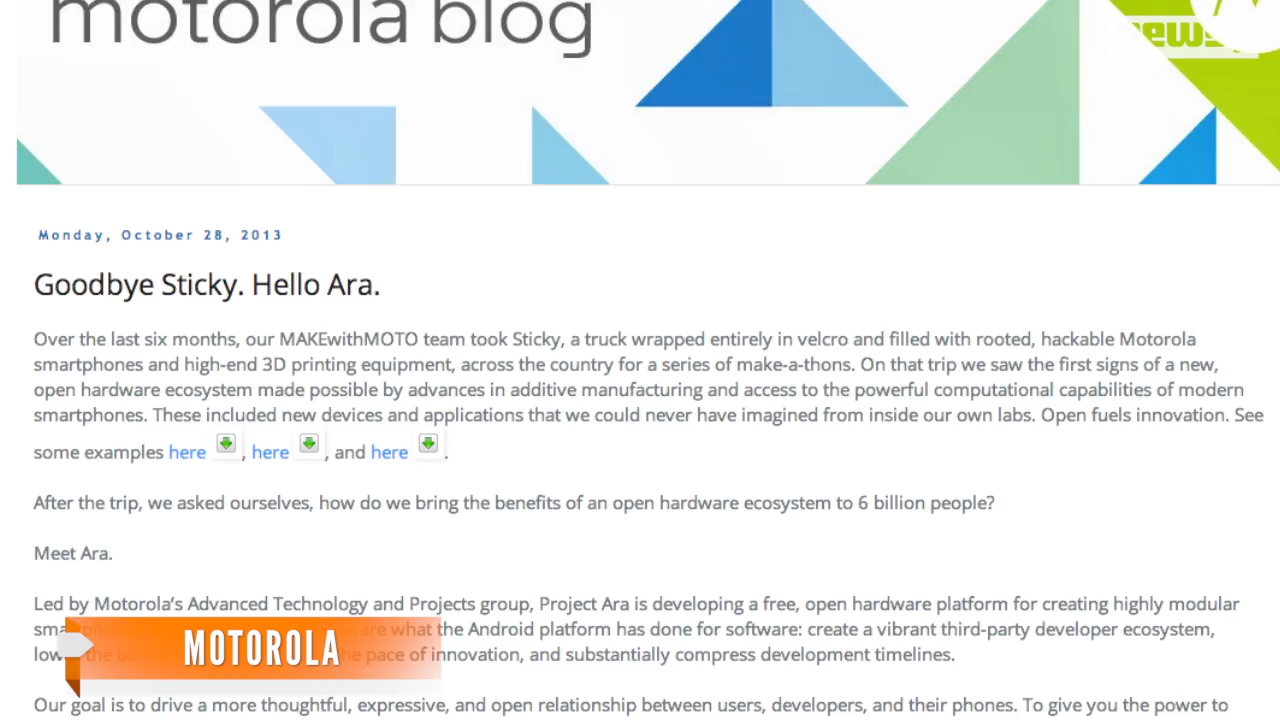 motorola blog
newsy
Monday, October 28, 2013
Goodbye Sticky. Hello Ara.
Over the last six months, our MAKEwithMOTO team took Sticky, a truck wrapped entirely in velcro and filled with rooted, hackable Motorola
smartphones and high-end 3D printing equipment, across the country for a series of make-a-thons. On that trip we saw the first signs of a new,
open hardware ecosystem made possible by advances in additive manufacturing and access to the powerful computational capabilities of modern
smartphones. These included new devices and applications that we could never have imagined from inside our own labs. Open fuels innovation. See
some examples here , here , and here .
After the trip, we asked ourselves, how do we bring the benefits of an open hardware ecosystem to 6 billion people?
Meet Ara.
Led by Motorola's Advanced Technology and Projects group, Project Ara is developing a free, open hardware platform for creating highly modular
what the Android platform has done for software: create a vibrant third-party developer ecosystem,
the pace of innovation, and substantially compress development timelines.
MOTOROLA
Our goal is to drive a more thoughtful, expressive, and open relationship between users, developers, and their phones. To give you the power to